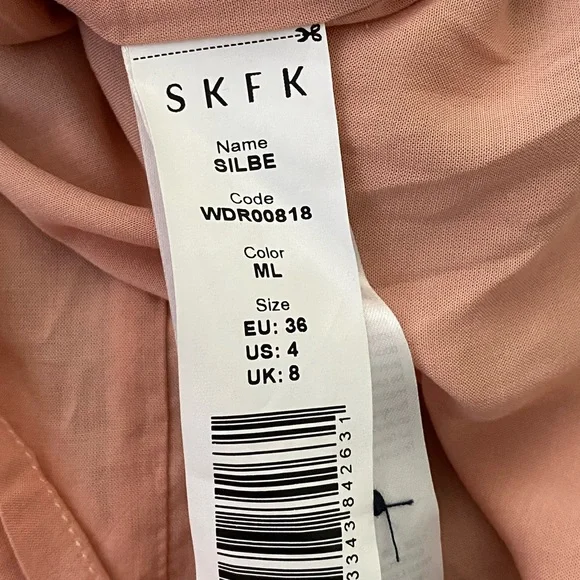 SKFK
Name
SILBE
Code
WDR00818
Color
ML
Size
EU: 36
US: 4
UK: 8
3343842631